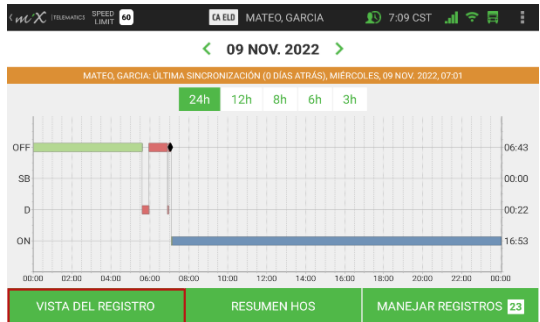 mX TELEMATICS SPEED LIMIT 60 CA ELD MATEO, GARCIA 7:09 CST
09 NOV. 2022
MATEO, GARCIA: ÚLTIMA SINCRONIZACIÓN (0 DÍAS ATRÁS), MIÉRCOLES, 09 NOV. 2022, 07:01
24h 12h 8h 6h 3h
OFF 06:43
SB 00:00
D 00:22
ON 16:53
00:00 02:00 04:00 06:00 08:00 10:00 12:00 14:00 16:00 18:00 20:00 22:00 00:00
VISTA DEL REGISTRO RESUMEN HOS MANEJAR REGISTROS 23